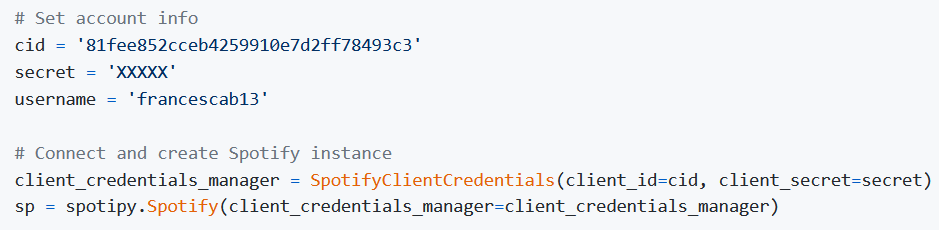 # Set account info
cid = '81fee852cceb4259910e7d2ff78493c3'
secret = 'XXXXX'
username = 'francescab13'
# Connect and create Spotify instance
client_credentials_manager = SpotifyClientCredentials(client_id=cid, client_secret=secret)
sp = spotipy.Spotify(client_credentials_manager=client_credentials_manager)